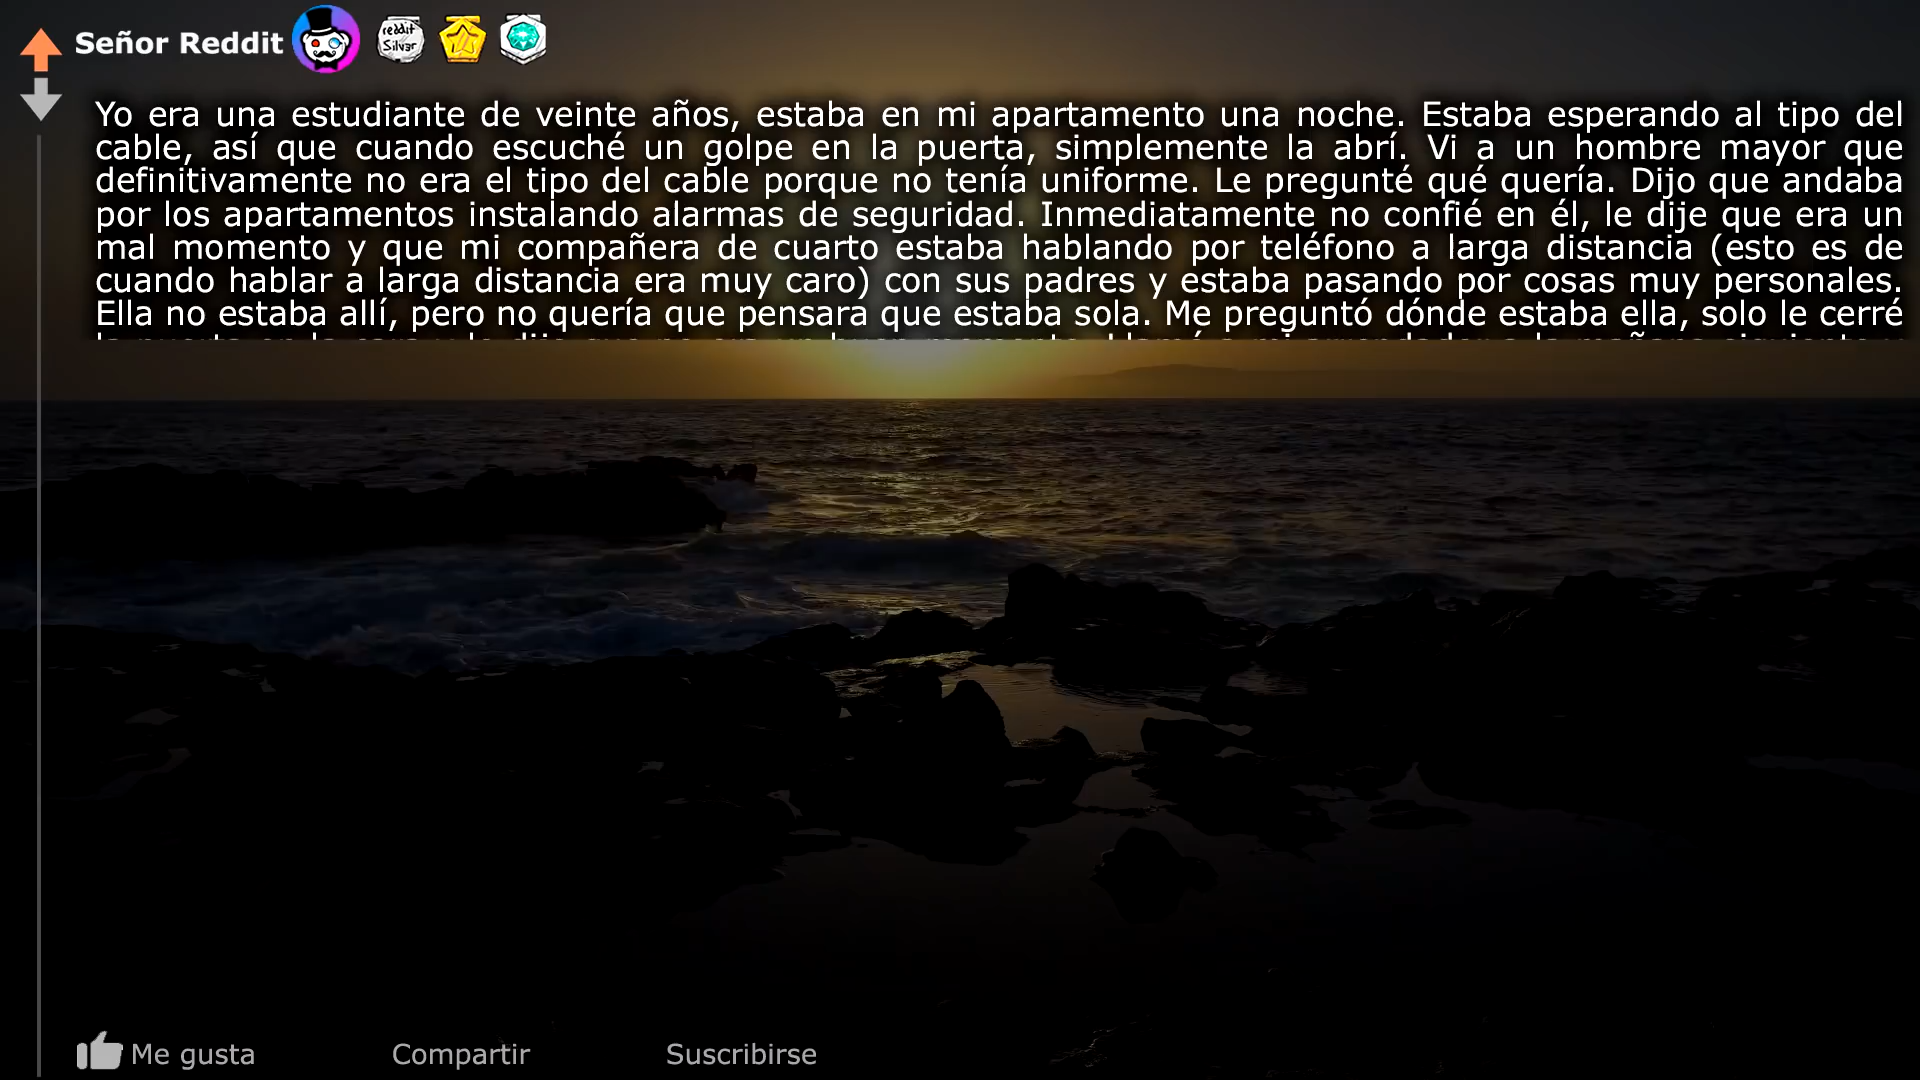 Señor Reddit
reddit
Silver
Yo era una estudiante de veinte años, estaba en mi apartamento una noche. Estaba esperando al tipo del
cable, así que cuando escuché un golpe en la puerta, simplemente la abrí. Vi a un hombre mayor que
definitivamente no era el tipo del cable porque no tenía uniforme. Le pregunté qué quería. Dijo que andaba
por los apartamentos instalando alarmas de seguridad. Inmediatamente no confié en él, le dije que era un
mal momento y que mi compañera de cuarto estaba hablando por teléfono a larga distancia (esto es de
cuando hablar a larga distancia era muy caro) con sus padres y estaba pasando por cosas muy personales.
Ella no estaba allí, pero no quería que pensara que estaba sola. Me preguntó dónde estaba ella, solo le cerré
Me gusta
Compartir
Suscribirse